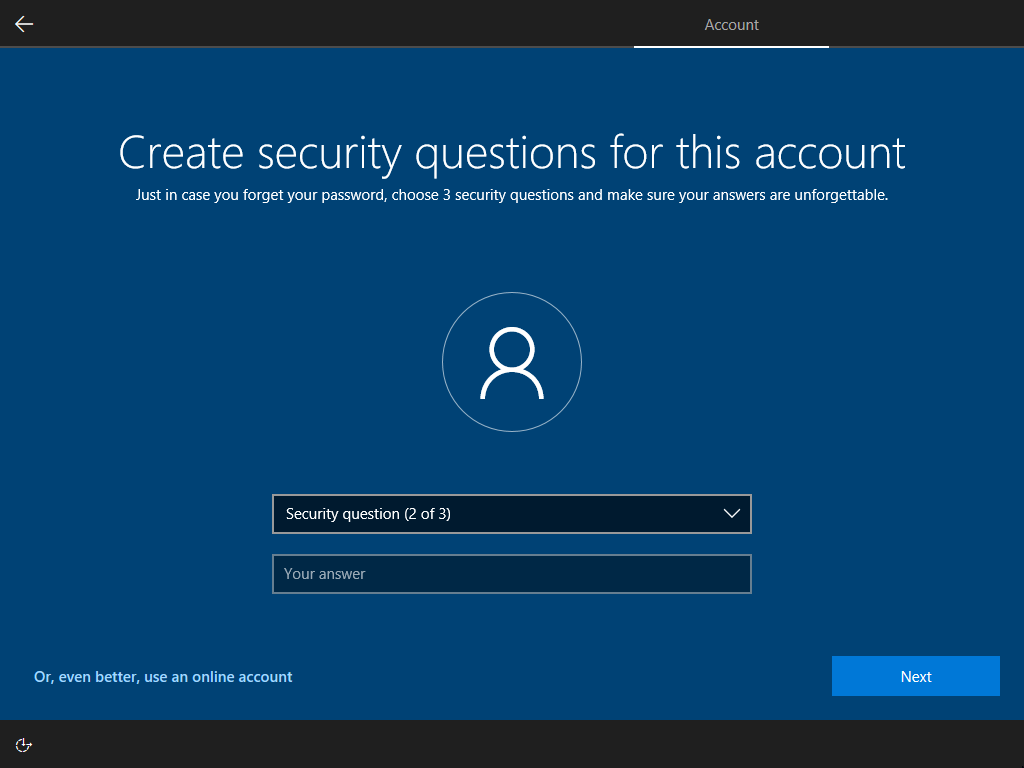 Account
Create security questions for this account
Just in case you forget your password, choose 3 security questions and make sure your answers are unforgettable.
Security question (2 of 3)
Your answer
Or, even better, use an online account
Next